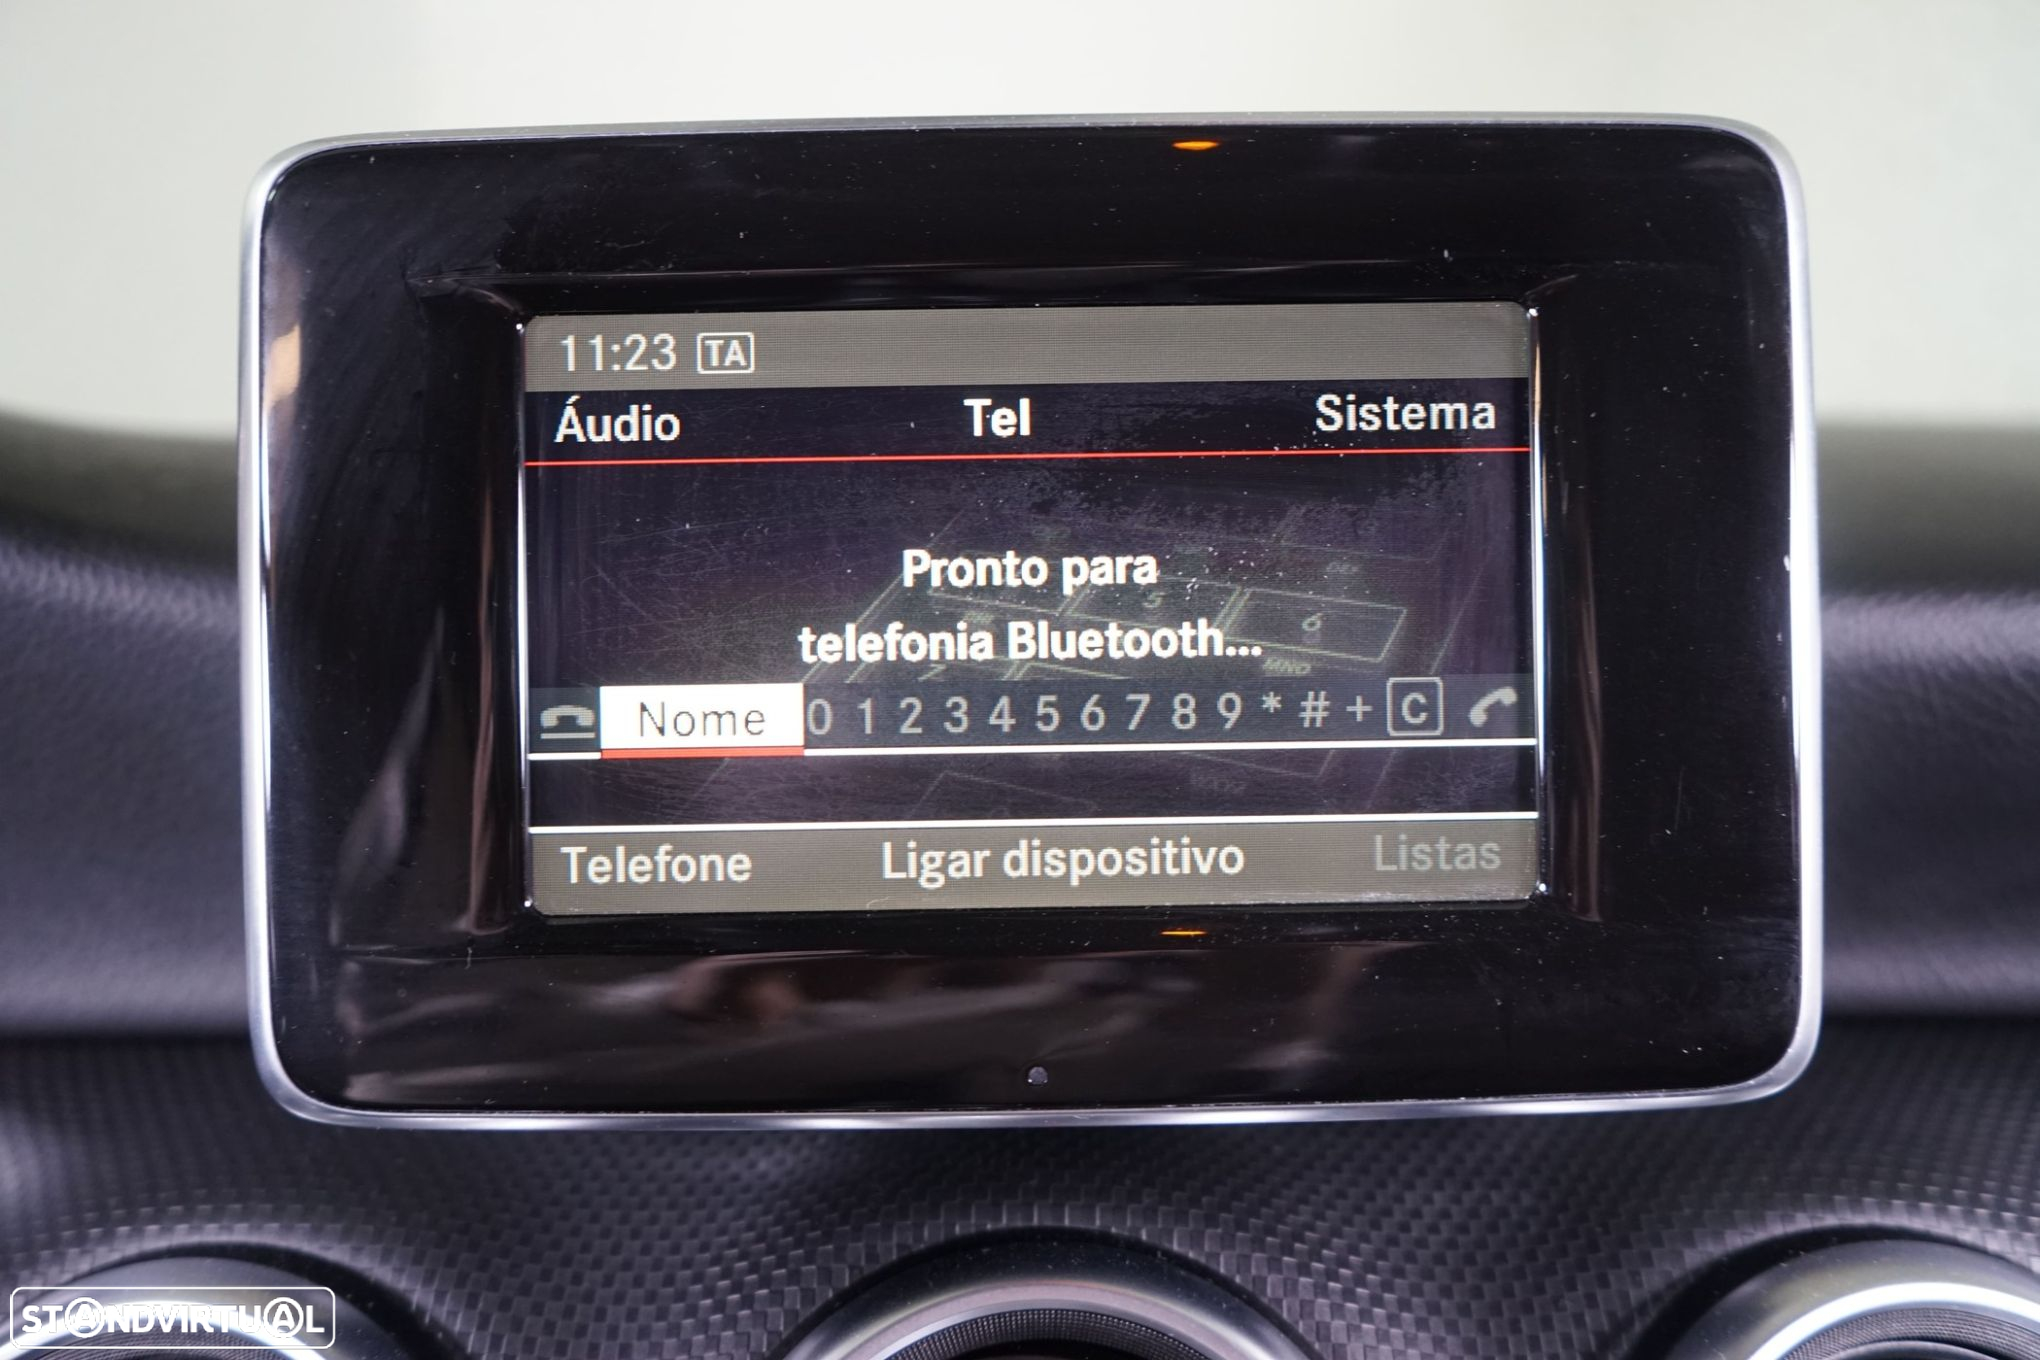 11:23 TA
Áudio Tel Sistema
Pronto para
telefonia Bluetooth...
Nome 0 1 2 3 4 5 6 7 8 9 * # + C
Telefone Ligar dispositivo Listas
STANDVIRTUAL